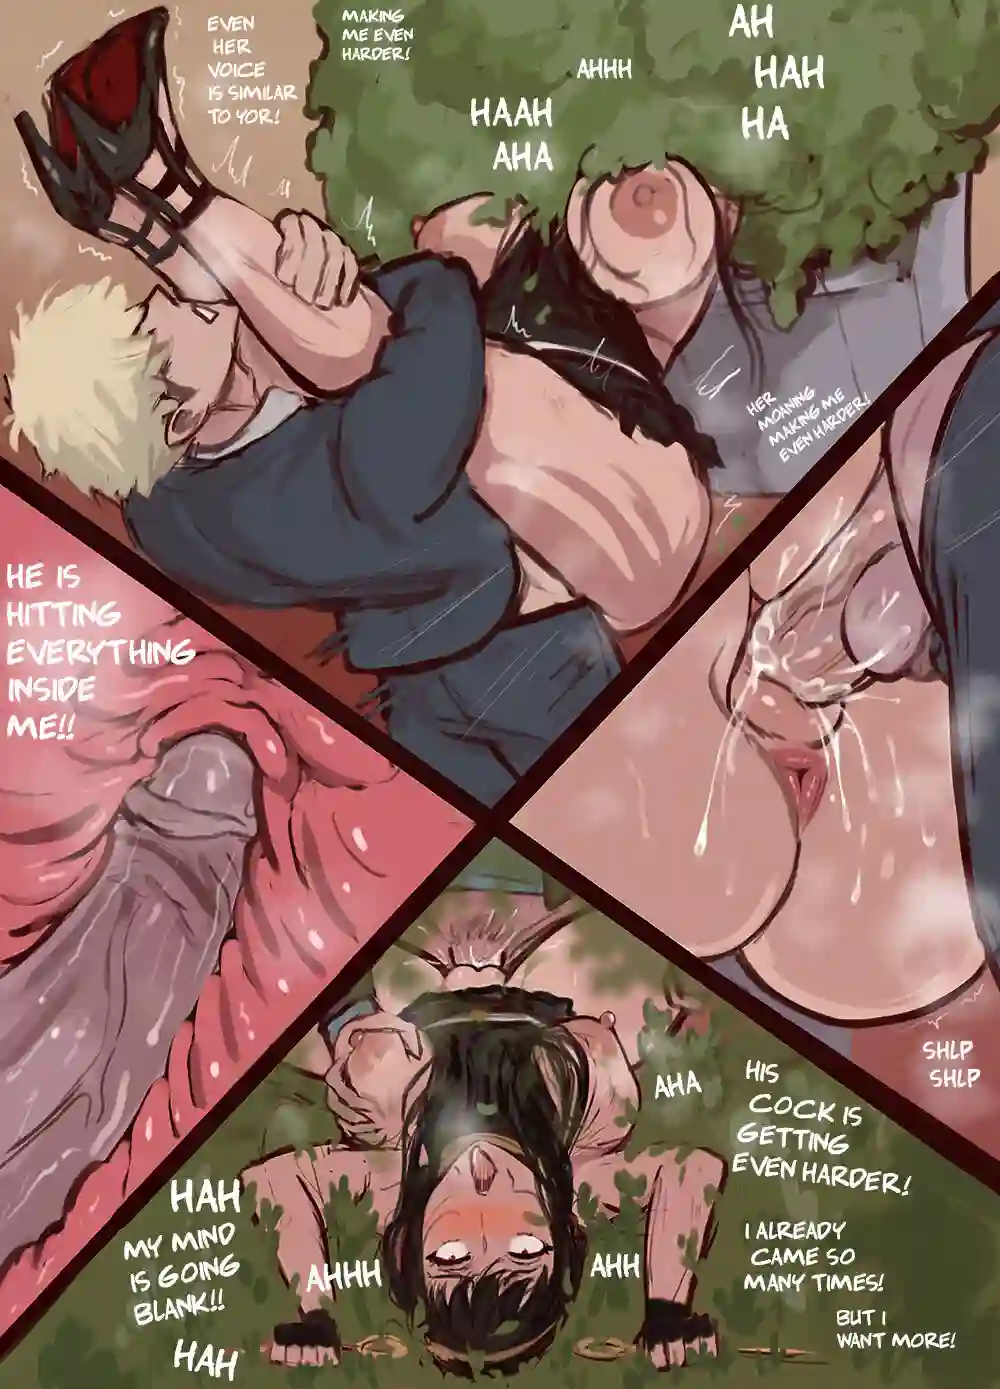 EVEN
HER
VOICE
IS SIMILAR
TO YOR!
MAKING
ME EVEN
HARDER!
AHHH
HAAH
AHA
AH
HAH
HA
HER
MOANING
MAKING ME
EVEN HARDER!
HE IS
HITTING
EVERYTHING
INSIDE
ME!!
SHLP
SHLP
AHA
HIS
COCK IS
GETTING
EVEN HARDER!
HAH
MY MIND
IS GOING
BLANK!!
HAH
AHHH
AHH
I ALREADY
CAME SO
MANY TIMES!
BUT I
WANT MORE!